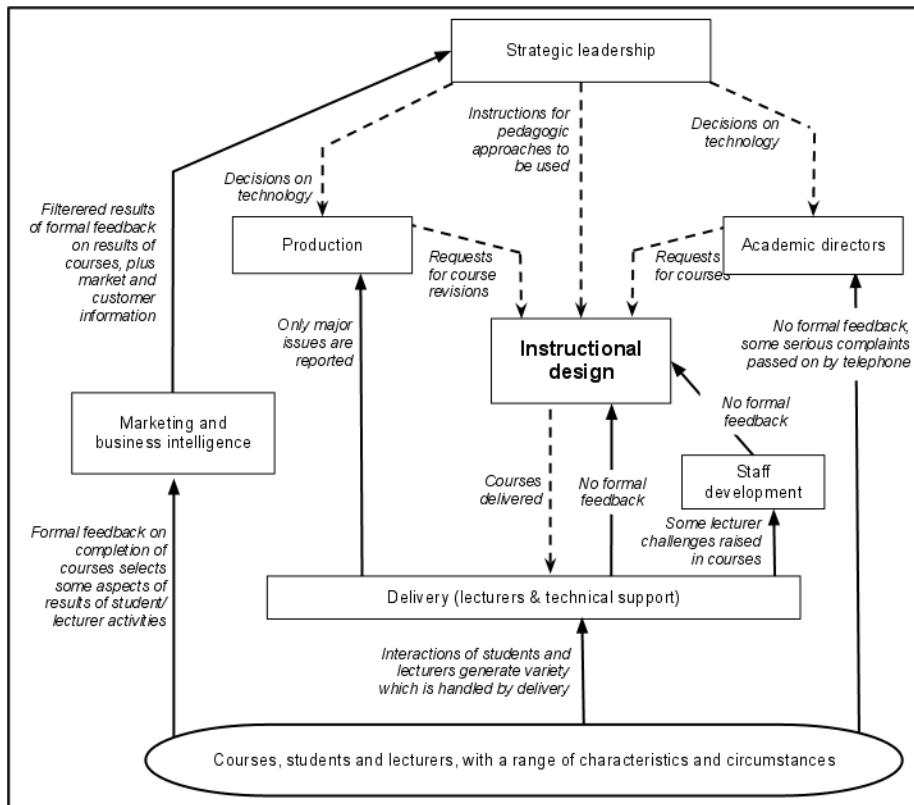 Strategic leadership
Instructions for
pedagogic
approaches to
be used
Decisions on
technology
Decisions on
technology
Filterered results
of formal feedback
on results of
courses, plus
market and
customer
information
Production
Academic directors
Requests
for course
revisions
Requests
for courses
Only major
issues are
reported
Instructional
design
No formal feedback,
some serious complaints
passed on by telephone
Marketing and
business intelligence
No formal
feedback
Staff
development
Courses
delivered
No formal
feedback
Some lecturer
challenges raised
in courses
Formal feedback on
completion of
courses selects
some aspects of
results of student/
lecturer activities
Delivery (lecturers & technical support)
Interactions of students and
lecturers generate variety
which is handled by delivery
Courses, students and lecturers, with a range of characteristics and circumstances